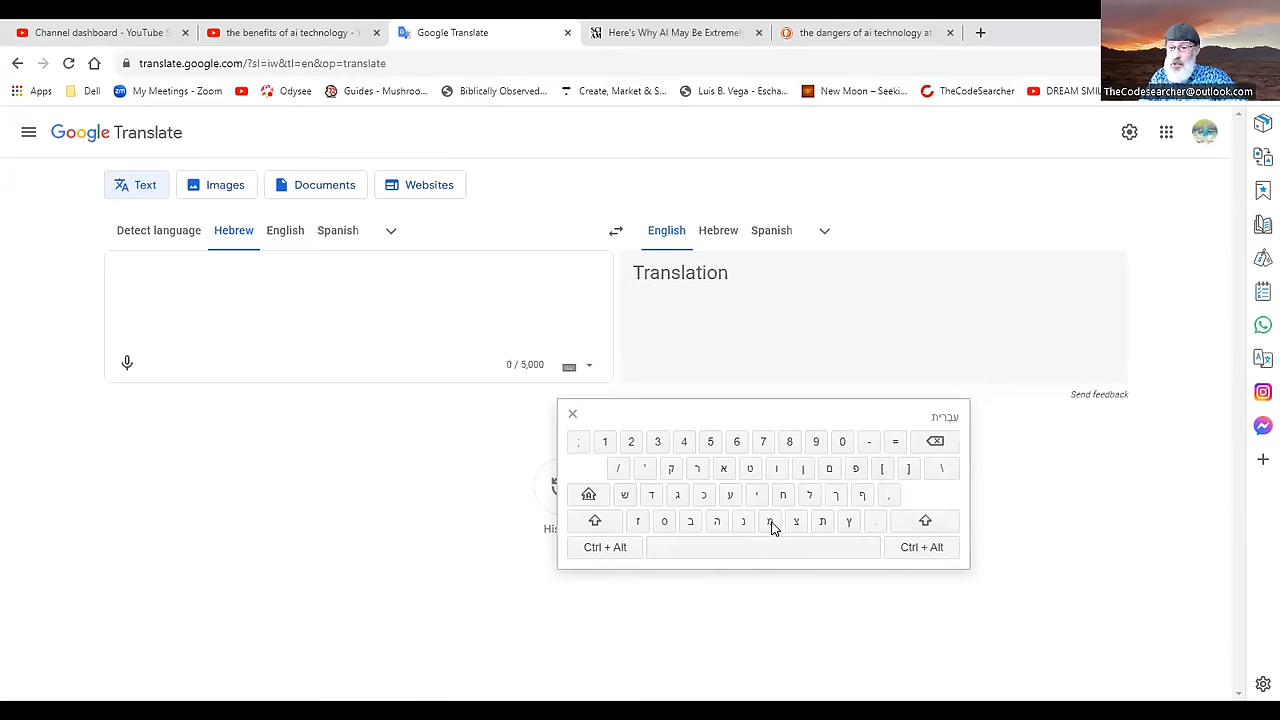 Channel dashboard - YouTube S
the benefits of ai technology - Y
Google Translate
Here's Why AI May Be Extremel
the dangers of ai technology at
translate.google.com/?sl=iw&tl=en&op=translate
Apps
Dell
My Meetings - Zoom
Odysee
Guides - Mushroo...
Biblically Observed...
Create, Market & S...
Luis B. Vega - Escha...
New Moon – Seeki...
TheCodeSearcher
DREAM SMIL
TheCodesearcher@outlook.com
Google Translate
Text
Images
Documents
Websites
Detect language
Hebrew
English
Spanish
English
Hebrew
Spanish
Translation
0 / 5,000
Send feedback
עברית
; 1 2 3 4 5 6 7 8 9 0 - =
/ ' ק ר א ט ו ן ם פ [ ] \
ש ד ג כ ע י ח ל ך ף ,
ז ס ב ה נ מ צ ת ץ .
His
Ctrl + Alt
Ctrl + Alt